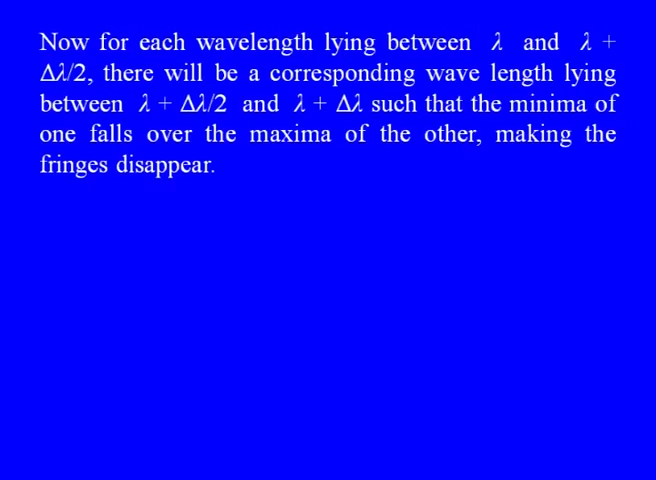 Now for each wavelength lying between λ and λ +
Δλ/2, there will be a corresponding wave length lying
between λ + Δλ/2 and λ + Δλ such that the minima of
one falls over the maxima of the other, making the
fringes disappear.